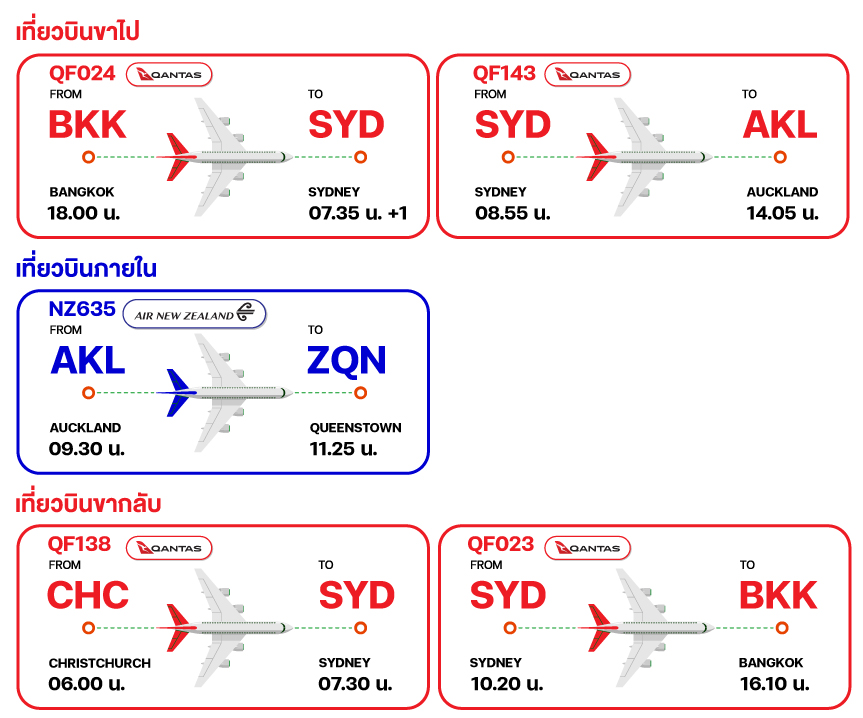 เที่ยวบินขาไป
QF024 QANTAS
FROM TO
BKK SYD
BANGKOK SYDNEY
18.00 น. 07.35 น. +1
QF143 QANTAS
FROM TO
SYD AKL
SYDNEY AUCKLAND
08.55 น. 14.05 น.
เที่ยวบินภายใน
NZ635 AIR NEW ZEALAND
FROM TO
AKL ZQN
AUCKLAND QUEENSTOWN
09.30 น. 11.25 น.
เที่ยวบินขากลับ
QF138 QANTAS
FROM TO
CHC SYD
CHRISTCHURCH SYDNEY
06.00 น. 07.30 น.
QF023 QANTAS
FROM TO
SYD BKK
SYDNEY BANGKOK
10.20 น. 16.10 น.